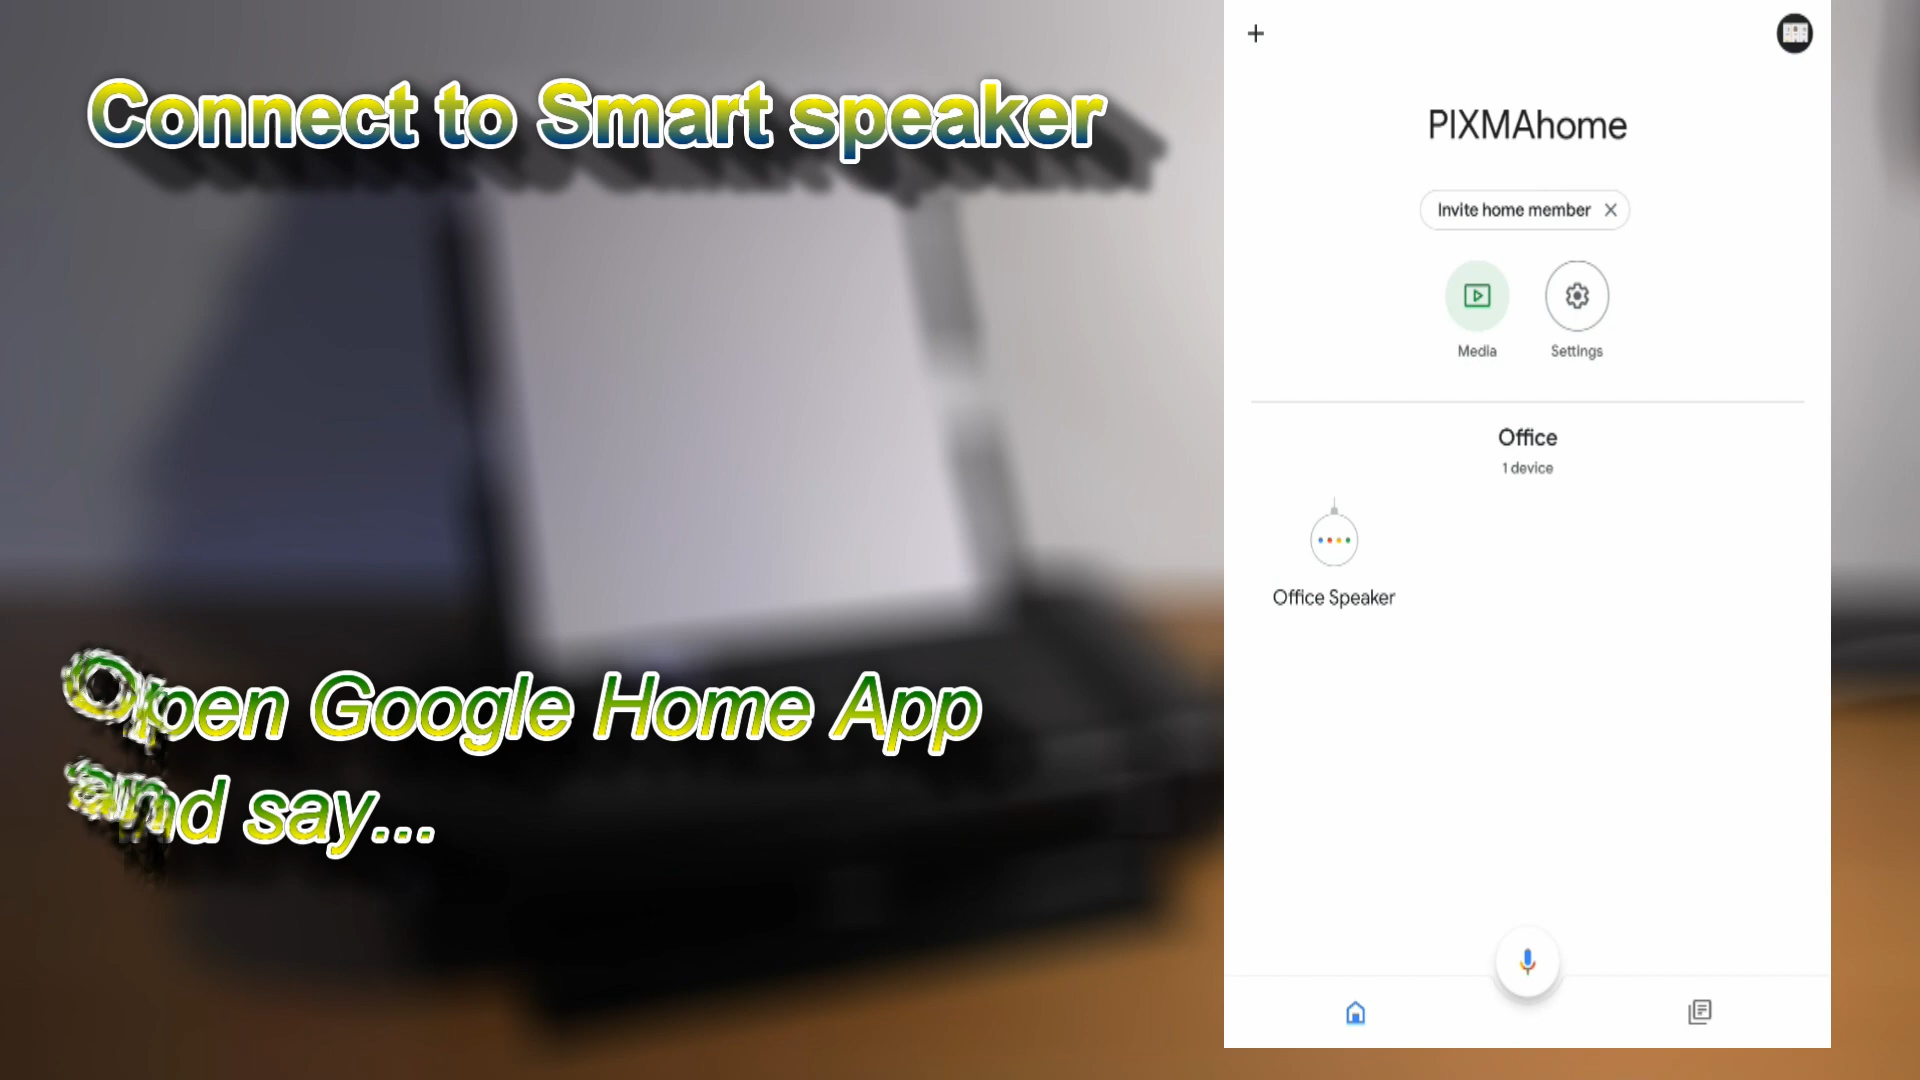 Connect to Smart speaker
Open Google Home App
and say...
PIXMAhome
Invite home member
Media
Settings
Office
1 device
Office Speaker